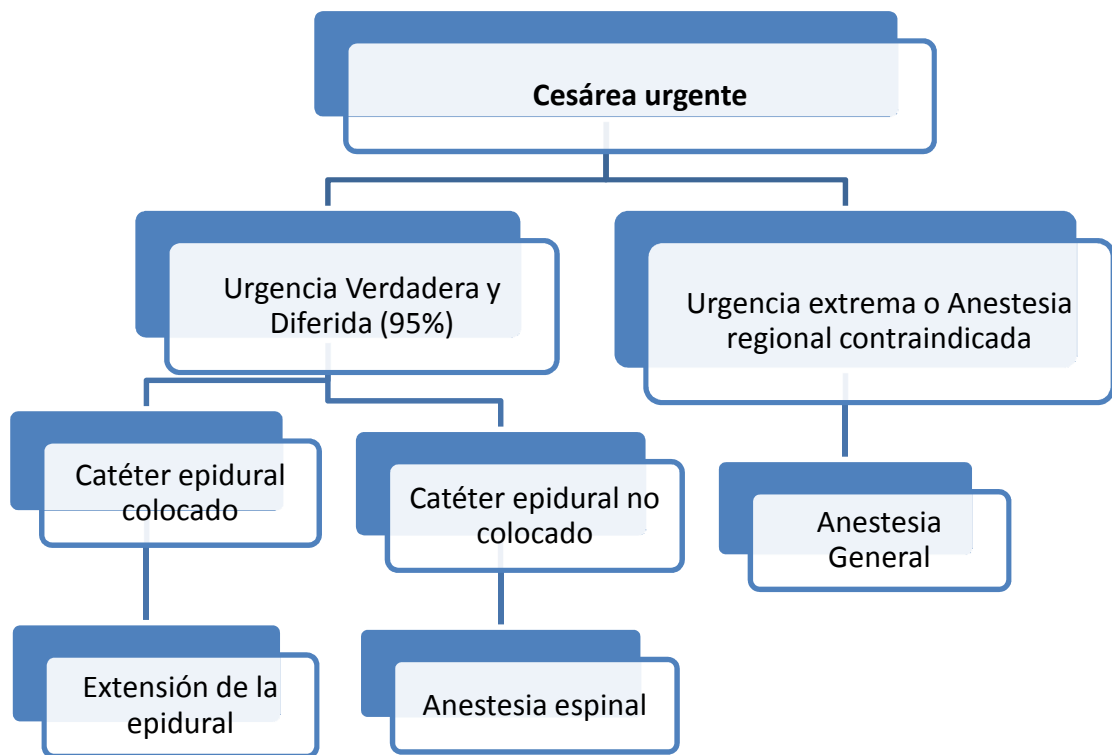 Cesárea urgente
Urgencia Verdadera y
Diferida (95%)
Urgencia extrema o Anestesia
regional contraindicada
Catéter epidural
colocado
Catéter epidural no
colocado
Anestesia
General
Extensión de la
epidural
Anestesia espinal